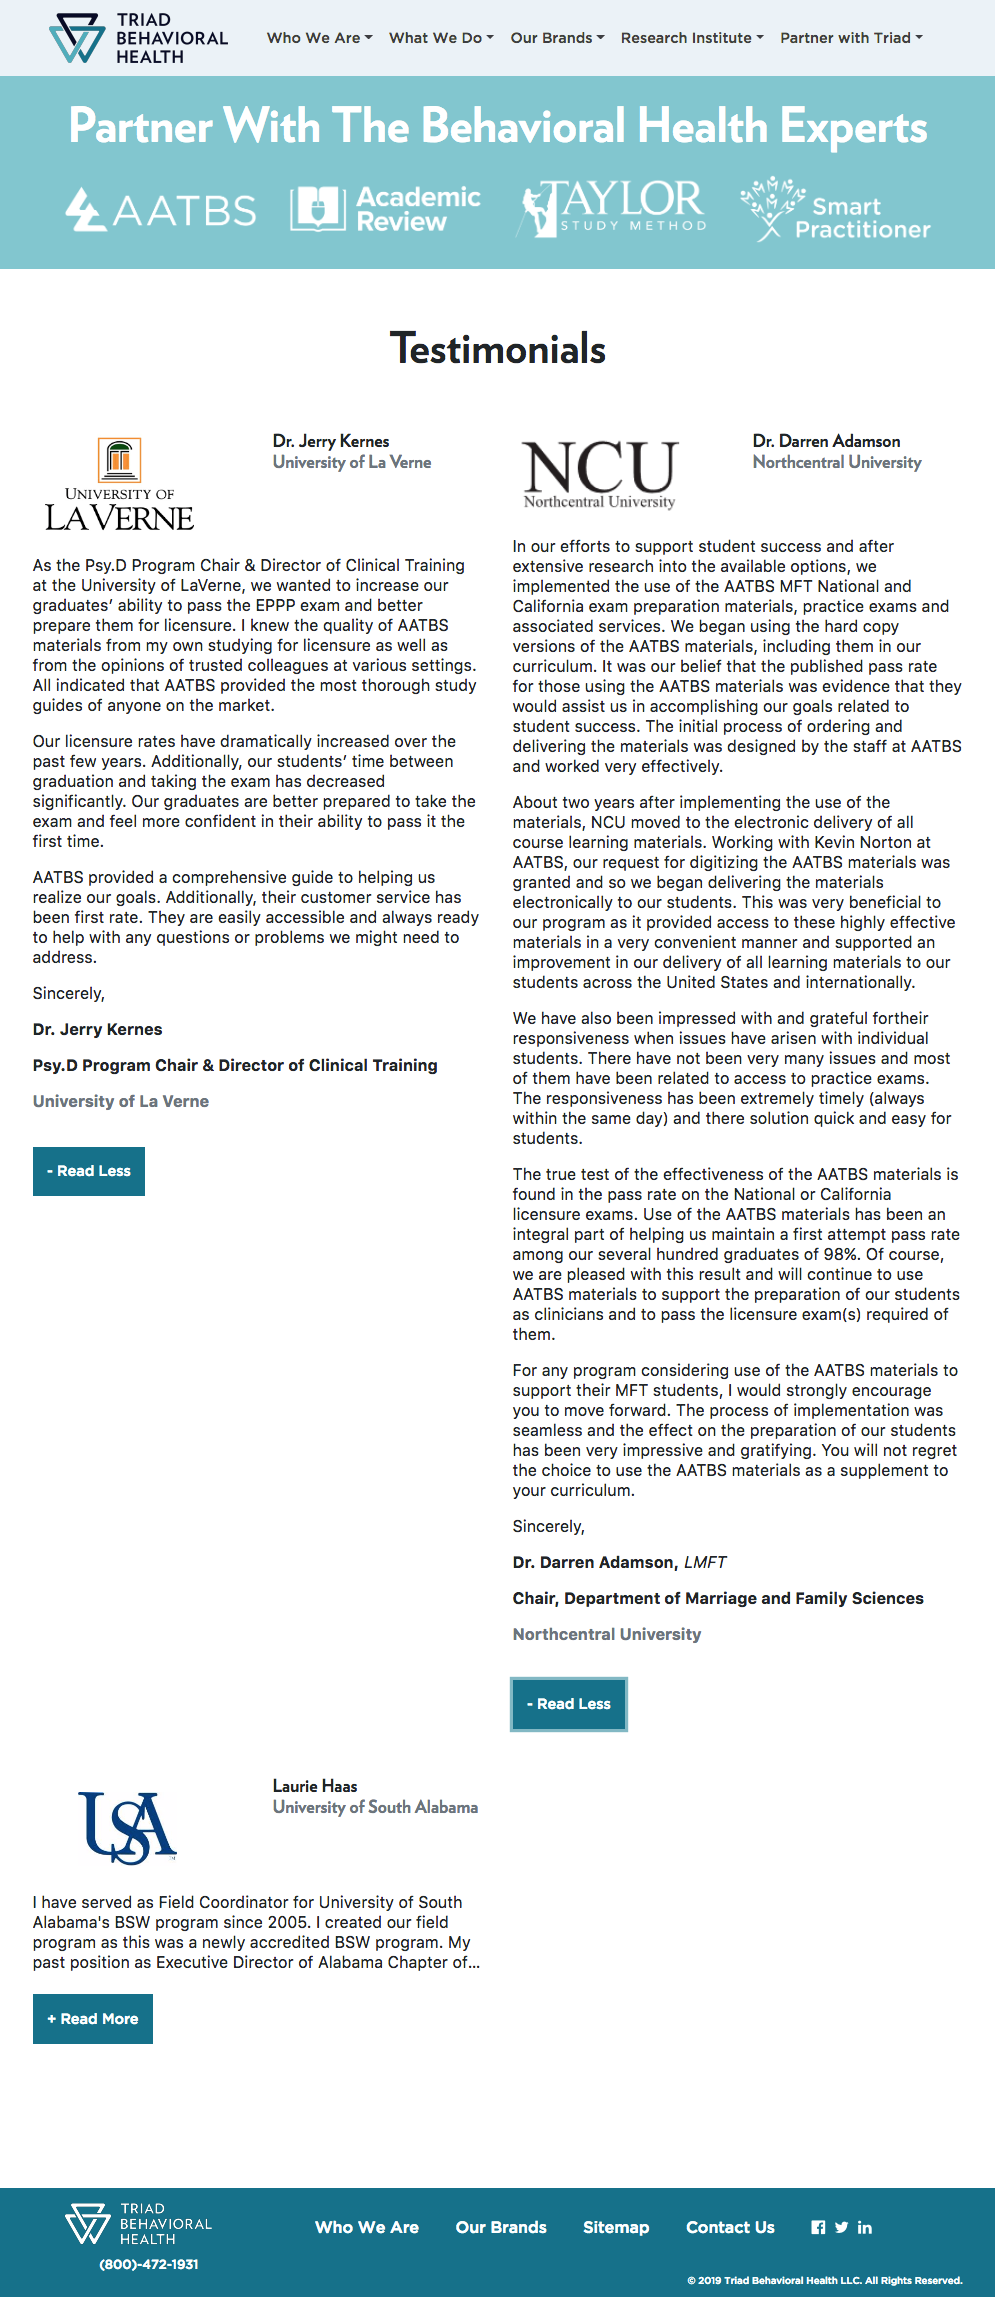 TRIAD
BEHAVIORAL
HEALTH
Who We Are
What We Do
Our Brands
Research Institute
Partner with Triad
Partner With The Behavioral Health Experts
AATBS
Academic
Review
TAYLOR
STUDY METHOD
Smart
Practitioner
Testimonials
UNIVERSITY OF
LA VERNE
Dr. Jerry Kernes
University of La Verne
As the Psy.D Program Chair & Director of Clinical Training
at the University of LaVerne, we wanted to increase our
graduates’ ability to pass the EPPP exam and better
prepare them for licensure. I knew the quality of AATBS
materials from my own studying for licensure as well as
from the opinions of trusted colleagues at various settings.
All indicated that AATBS provided the most thorough study
guides of anyone on the market.
Our licensure rates have dramatically increased over the
past few years. Additionally, our students’ time between
graduation and taking the exam has decreased
significantly. Our graduates are better prepared to take the
exam and feel more confident in their ability to pass it the
first time.
AATBS provided a comprehensive guide to helping us
realize our goals. Additionally, their customer service has
been first rate. They are easily accessible and always ready
to help with any questions or problems we might need to
address.
Sincerely,
Dr. Jerry Kernes
Psy.D Program Chair & Director of Clinical Training
University of La Verne
- Read Less
NCU
Northcentral University
Dr. Darren Adamson
Northcentral University
In our efforts to support student success and after
extensive research into the available options, we
implemented the use of the AATBS MFT National and
California exam preparation materials, practice exams and
associated services. We began using the hard copy
versions of the AATBS materials, including them in our
curriculum. It was our belief that the published pass rate
for those using the AATBS materials was evidence that they
would assist us in accomplishing our goals related to
student success. The initial process of ordering and
delivering the materials was designed by the staff at AATBS
and worked very effectively.
About two years after implementing the use of the
materials, NCU moved to the electronic delivery of all
course learning materials. Working with Kevin Norton at
AATBS, our request for digitizing the AATBS materials was
granted and so we began delivering the materials
electronically to our students. This was very beneficial to
our program as it provided access to these highly effective
materials in a very convenient manner and supported an
improvement in our delivery of all learning materials to our
students across the United States and internationally.
We have also been impressed with and grateful fortheir
responsiveness when issues have arisen with individual
students. There have not been very many issues and most
of them have been related to access to practice exams.
The responsiveness has been extremely timely (always
within the same day) and there solution quick and easy for
students.
The true test of the effectiveness of the AATBS materials is
found in the pass rate on the National or California
licensure exams. Use of the AATBS materials has been an
integral part of helping us maintain a first attempt pass rate
among our several hundred graduates of 98%. Of course,
we are pleased with this result and will continue to use
AATBS materials to support the preparation of our students
as clinicians and to pass the licensure exam(s) required of
them.
For any program considering use of the AATBS materials to
support their MFT students, I would strongly encourage
you to move forward. The process of implementation was
seamless and the effect on the preparation of our students
has been very impressive and gratifying. You will not regret
the choice to use the AATBS materials as a supplement to
your curriculum.
Sincerely,
Dr. Darren Adamson, LMFT
Chair, Department of Marriage and Family Sciences
Northcentral University
- Read Less
USA
Laurie Haas
University of South Alabama
I have served as Field Coordinator for University of South
Alabama's BSW program since 2005. I created our field
program as this was a newly accredited BSW program. My
past position as Executive Director of Alabama Chapter of...
+ Read More
TRIAD
BEHAVIORAL
HEALTH
(800)-472-1931
Who We Are
Our Brands
Sitemap
Contact Us
© 2019 Triad Behavioral Health LLC. All Rights Reserved.